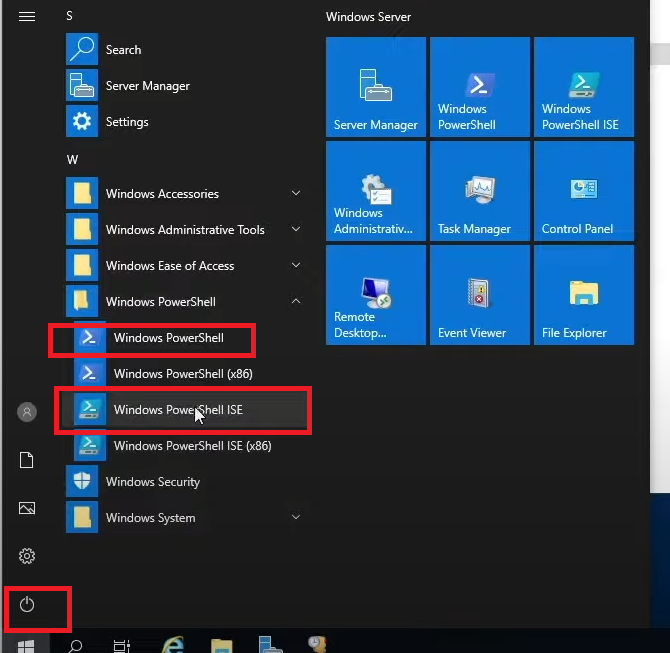 S
Search
Server Manager
Settings
W
Windows Accessories
Windows Administrative Tools
Windows Ease of Access
Windows PowerShell
Windows PowerShell
Windows PowerShell (x86)
Windows PowerShell ISE
Windows PowerShell ISE (x86)
Windows Security
Windows System
Windows Server
Server Manager
Windows
PowerShell
Windows
PowerShell ISE
Windows
Administrativ...
Task Manager
Control Panel
Remote
Desktop...
Event Viewer
File Explorer